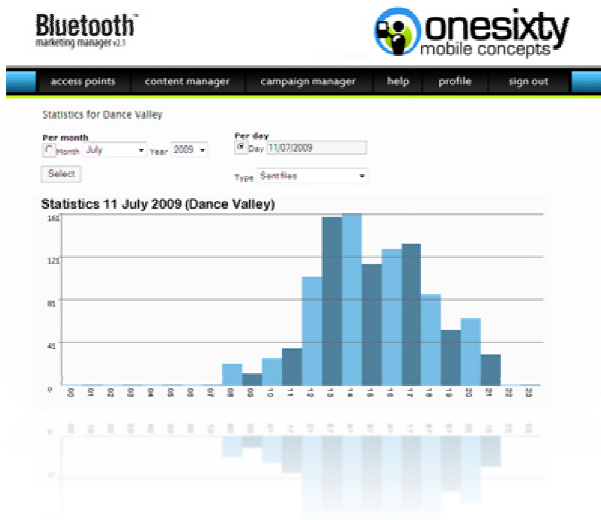 Bluetooth™
marketing manager v2.1
onesixty
mobile concepts
access points content manager campaign manager help profile sign out
Statistics for Dance Valley
Per month
Month July Year 2009
Per day
Day 11/07/2009
Select
Type Sentfiles
Statistics 11 July 2009 (Dance Valley)
161
121
81
41
0
00 01 02 03 04 05 06 07 08 09 10 11 12 13 14 15 16 17 18 19 20 21 22 23